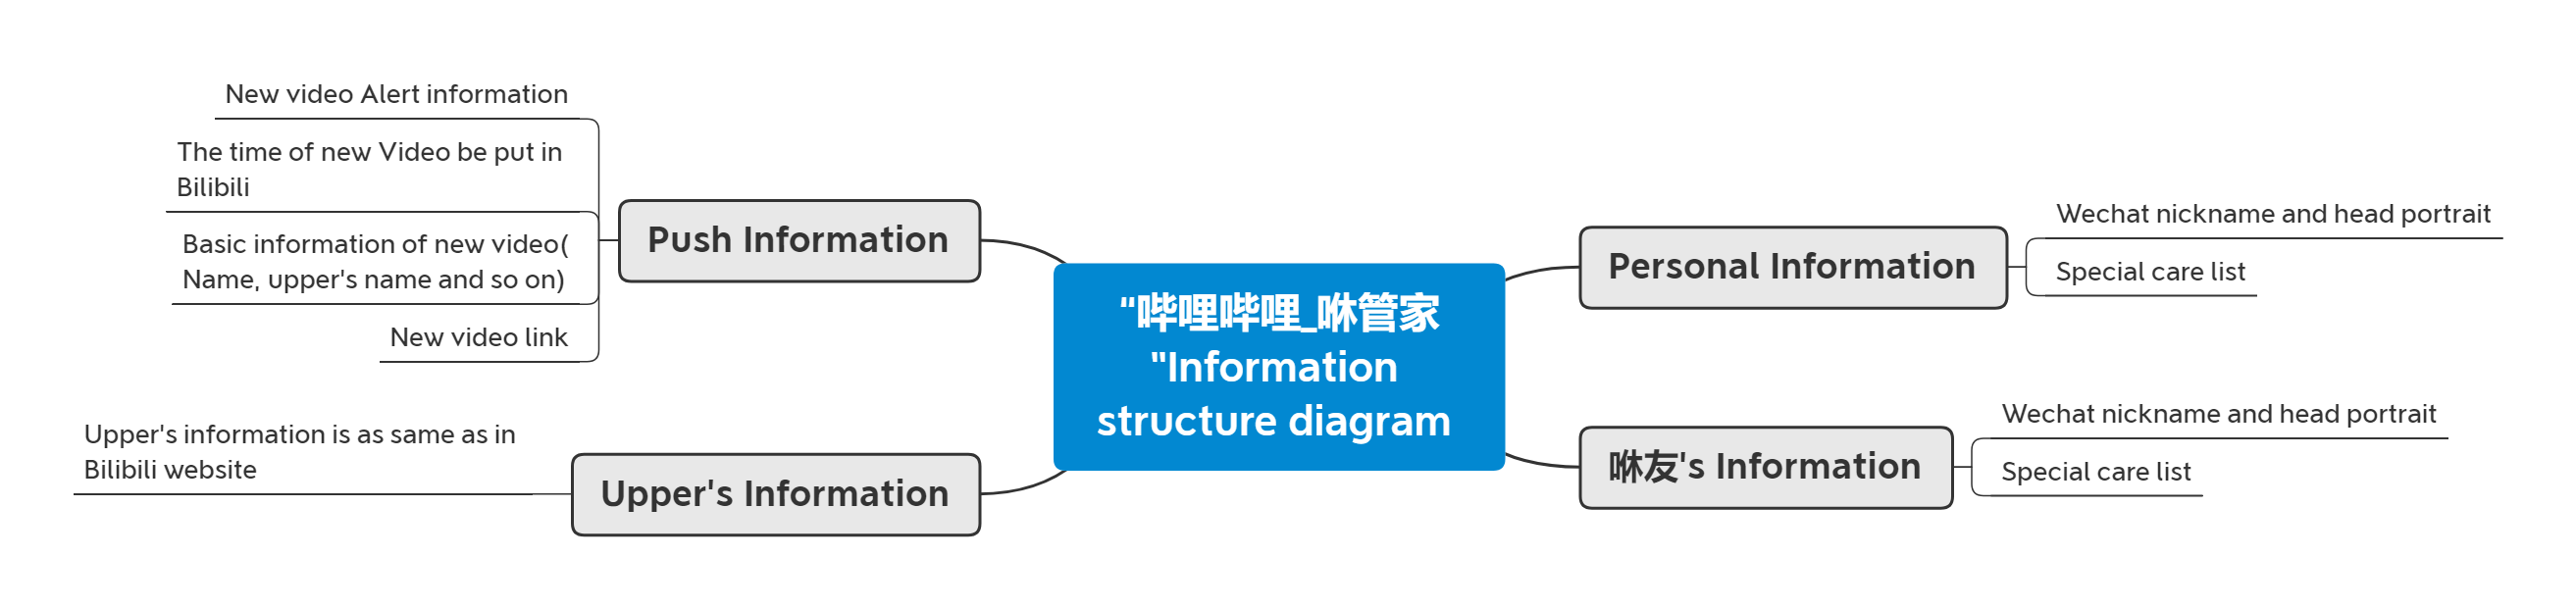 New video Alert information
The time of new Video be put in
Bilibili
Basic information of new video(
Name, upper's name and so on)
New video link
Push Information
Upper's information is as same as in
Bilibili website
Upper's Information
“哔哩哔哩_咻管家
"Information
structure diagram
Personal Information
Wechat nickname and head portrait
Special care list
咻友's Information
Wechat nickname and head portrait
Special care list